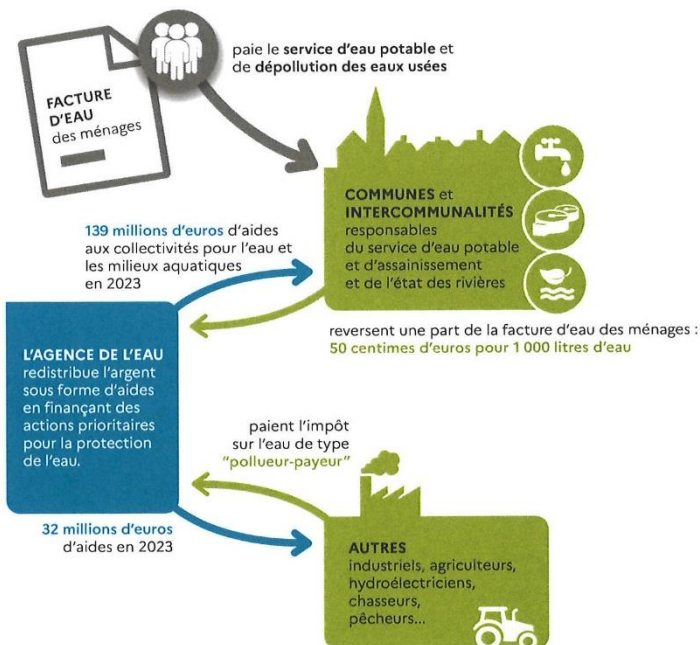 FACTURE
D'EAU
des ménages
paie le service d'eau potable et
de dépollution des eaux usées
COMMUNES et
INTERCOMMUNALITÉS
responsables
du service d'eau potable
et d'assainissement
et de l'état des rivières
139 millions d'euros d'aides
aux collectivités pour l'eau et
les milieux aquatiques
en 2023
reversent une part de la facture d'eau des ménages :
50 centimes d'euros pour 1 000 litres d'eau
L'AGENCE DE L'EAU
redistribue l'argent
sous forme d'aides
en finançant des
actions prioritaires
pour la protection
de l'eau.
paient l'impôt
sur l'eau de type
"pollueur-payeur"
32 millions d'euros
d'aides en 2023
AUTRES
industriels, agriculteurs,
hydroélectriciens,
chasseurs,
pêcheurs...